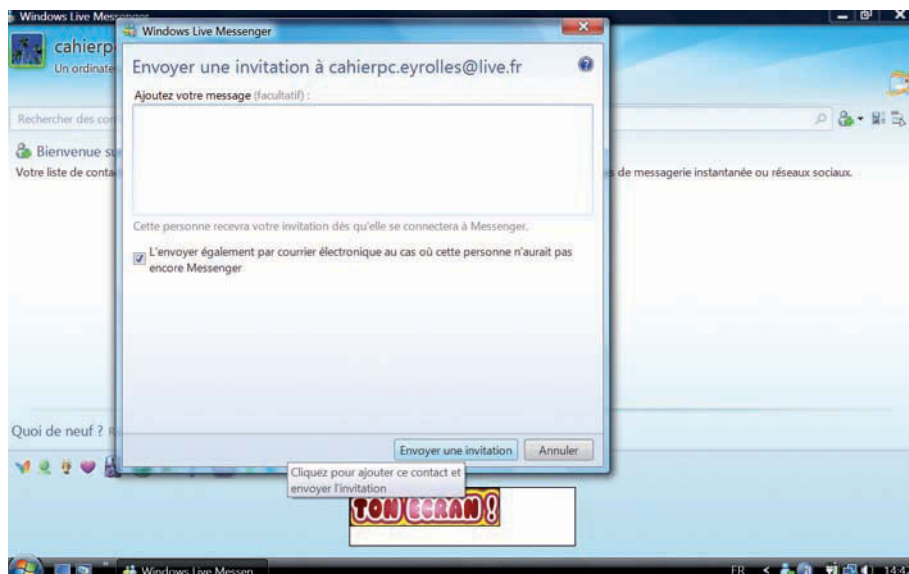 Windows Live Messenger
Windows Live Messenger
cahierp
Un ordinate
Envoyer une invitation à cahierpc.eyrolles@live.fr
Ajoutez votre message (facultatif) :
Rechercher des con
Bienvenue su
Votre liste de conta
s de messagerie instantanée ou réseaux sociaux.
Cette personne recevra votre invitation dès qu'elle se connectera à Messenger.
L'envoyer également par courrier électronique au cas où cette personne n'aurait pas
encore Messenger
Quoi de neuf ?
Envoyer une invitation
Annuler
Cliquez pour ajouter ce contact et
envoyer l'invitation
TON ECRAN !
Windows Live Messen
FR
14:47